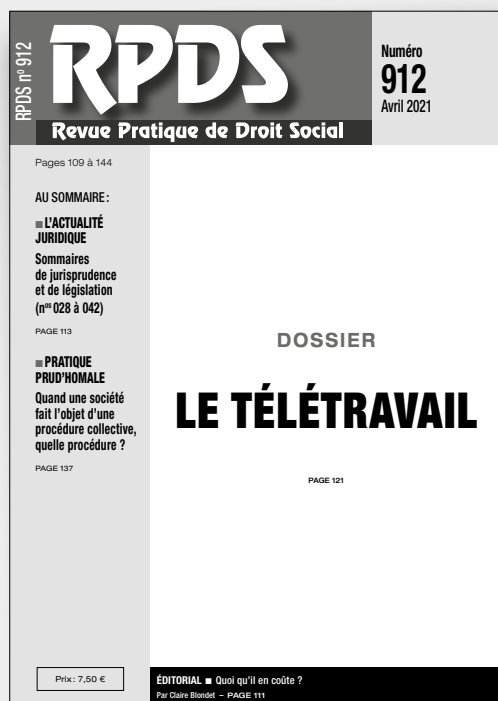 RPDS nº 912
RPDS
Revue Pratique de Droit Social
Numéro
912
Avril 2021
Pages 109 à 144
AU SOMMAIRE :
■ L'ACTUALITÉ
JURIDIQUE
Sommaires
de jurisprudence
et de législation
(nos 028 à 042)
PAGE 113
■ PRATIQUE
PRUD'HOMALE
Quand une société
fait l'objet d'une
procédure collective,
quelle procédure ?
PAGE 137
DOSSIER
LE TÉLÉTRAVAIL
PAGE 121
Prix : 7,50 €
ÉDITORIAL ■ Quoi qu'il en coûte ?
Par Claire Blondet – PAGE 111